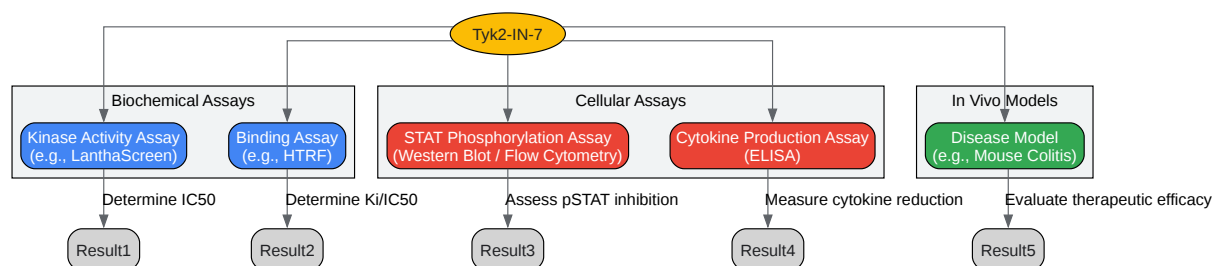 Tyk2-IN-7
Biochemical Assays
Cellular Assays
In Vivo Models
Kinase Activity Assay
(e.g., LanthaScreen)
Binding Assay
(e.g., HTRF)
STAT Phosphorylation Assay
(Western Blot / Flow Cytometry)
Cytokine Production Assay
(ELISA)
Disease Model
(e.g., Mouse Colitis)
Determine IC50
Determine Ki/IC50
Assess pSTAT inhibition
Measure cytokine reduction
Evaluate therapeutic efficacy
Result1
Result2
Result3
Result4
Result5